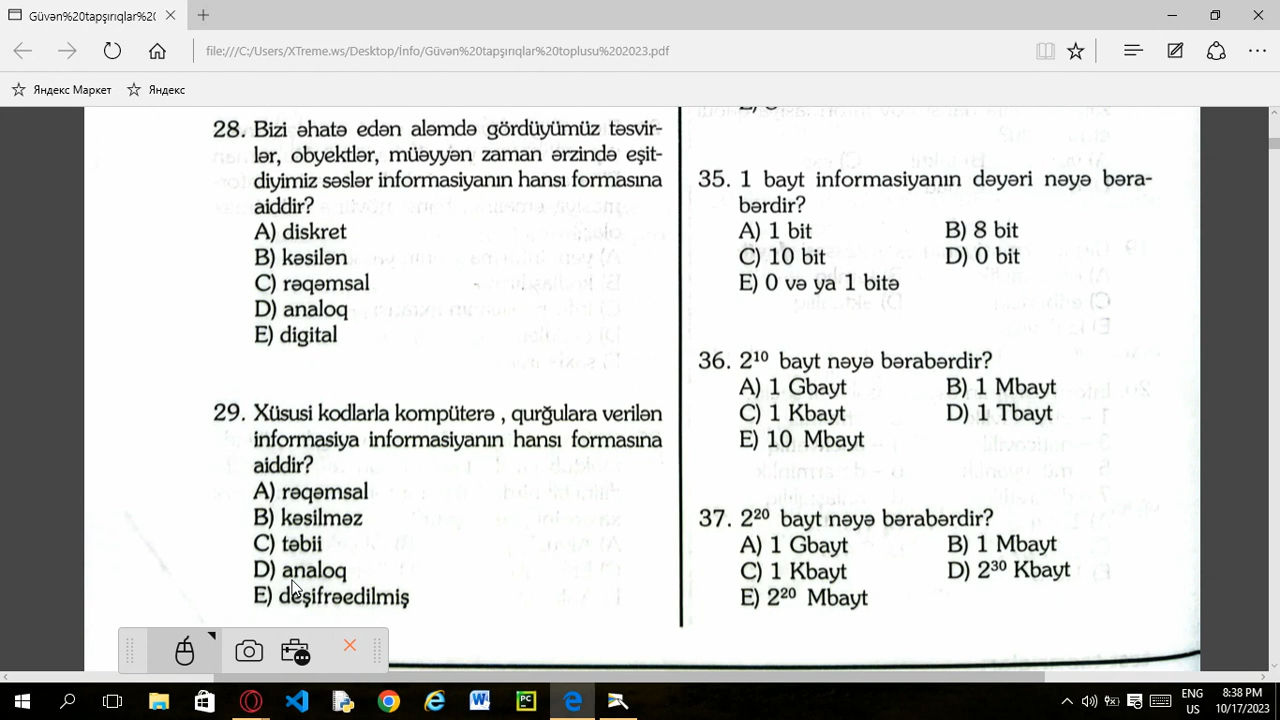 Güvən%20tapşırıqlar%20
file:///C:/Users/XTreme.ws/Desktop/İnfo/Güvən%20tapşırıqlar%20toplusu%202023.pdf
Яндекс Маркет
Яндекс
28. Bizi əhatə edən aləmdə gördüyümüz təsvir-
lər, obyektlər, müəyyən zaman ərzində eşit-
diyimiz səslər informasiyanın hansı formasına
aiddir?
A) diskret
B) kəsilən
C) rəqəmsal
D) analoq
E) digital
29. Xüsusi kodlarla kompüterə , qurğulara verilən
informasiya informasiyanın hansı formasına
aiddir?
A) rəqəmsal
B) kəsilməz
C) təbii
D) analoq
E) deşifrəedilmiş
35. 1 bayt informasiyanın dəyəri nəyə bəra-
bərdir?
A) 1 bit B) 8 bit
C) 10 bit D) 0 bit
E) 0 və ya 1 bitə
36. 2¹⁰ bayt nəyə bərabərdir?
A) 1 Gbayt B) 1 Mbayt
C) 1 Kbayt D) 1 Tbayt
E) 10 Mbayt
37. 2²⁰ bayt nəyə bərabərdir?
A) 1 Gbayt B) 1 Mbayt
C) 1 Kbayt D) 2³⁰ Kbayt
E) 2²⁰ Mbayt
ENG 8:38 PM
US 10/17/2023